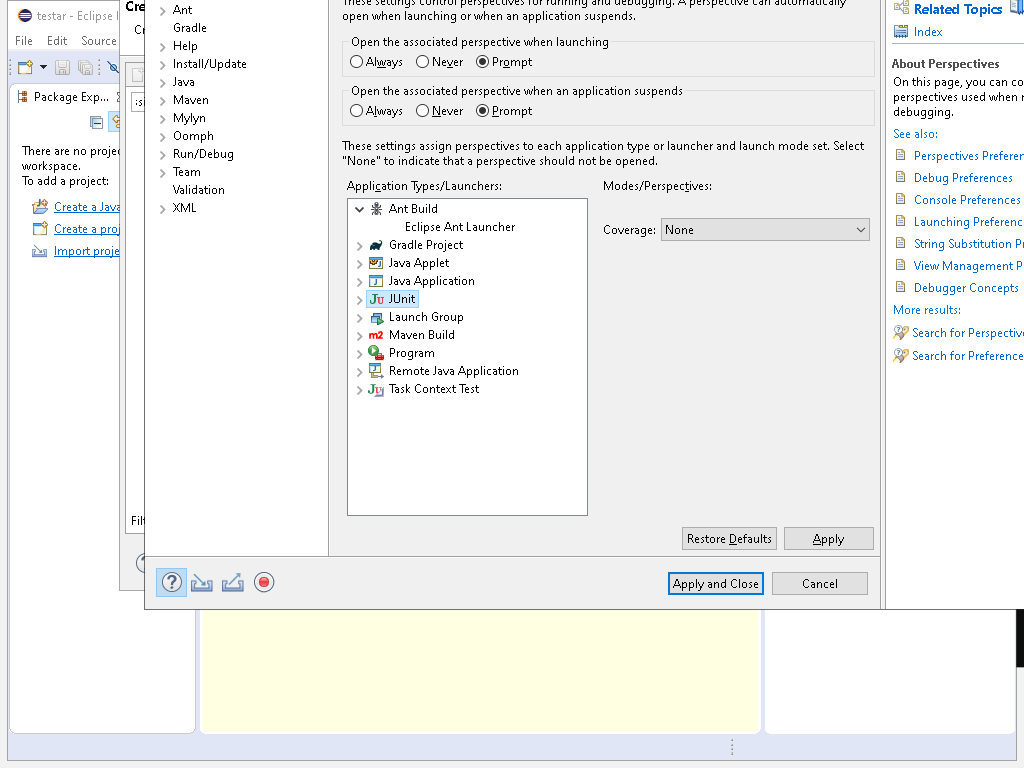 testar - Eclipse I
File Edit Source
Package Exp...
There are no proje
workspace.
To add a project:
Create a Java
Create a proj
Import proje
Cre
Filt
Ant
Gradle
Help
Install/Update
Java
Maven
Mylyn
Oomph
Run/Debug
Team
Validation
XML
These settings control perspectives for running and debugging. A perspective can automatically
open when launching or when an application suspends.
Open the associated perspective when launching
Always Never Prompt
Open the associated perspective when an application suspends
Always Never Prompt
These settings assign perspectives to each application type or launcher and launch mode set. Select
"None" to indicate that a perspective should not be opened.
Application Types/Launchers:
Ant Build
Eclipse Ant Launcher
Gradle Project
Java Applet
Java Application
JUnit
Launch Group
Maven Build
Program
Remote Java Application
Task Context Test
Modes/Perspectives:
Coverage: None
Restore Defaults Apply
Apply and Close Cancel
Related Topics
Index
About Perspectives
On this page, you can co
perspectives used when r
debugging.
See also:
Perspectives Preferen
Debug Preferences
Console Preferences
Launching Preferenc
String Substitution P
View Management P
Debugger Concepts
More results:
Search for Perspective
Search for Preference